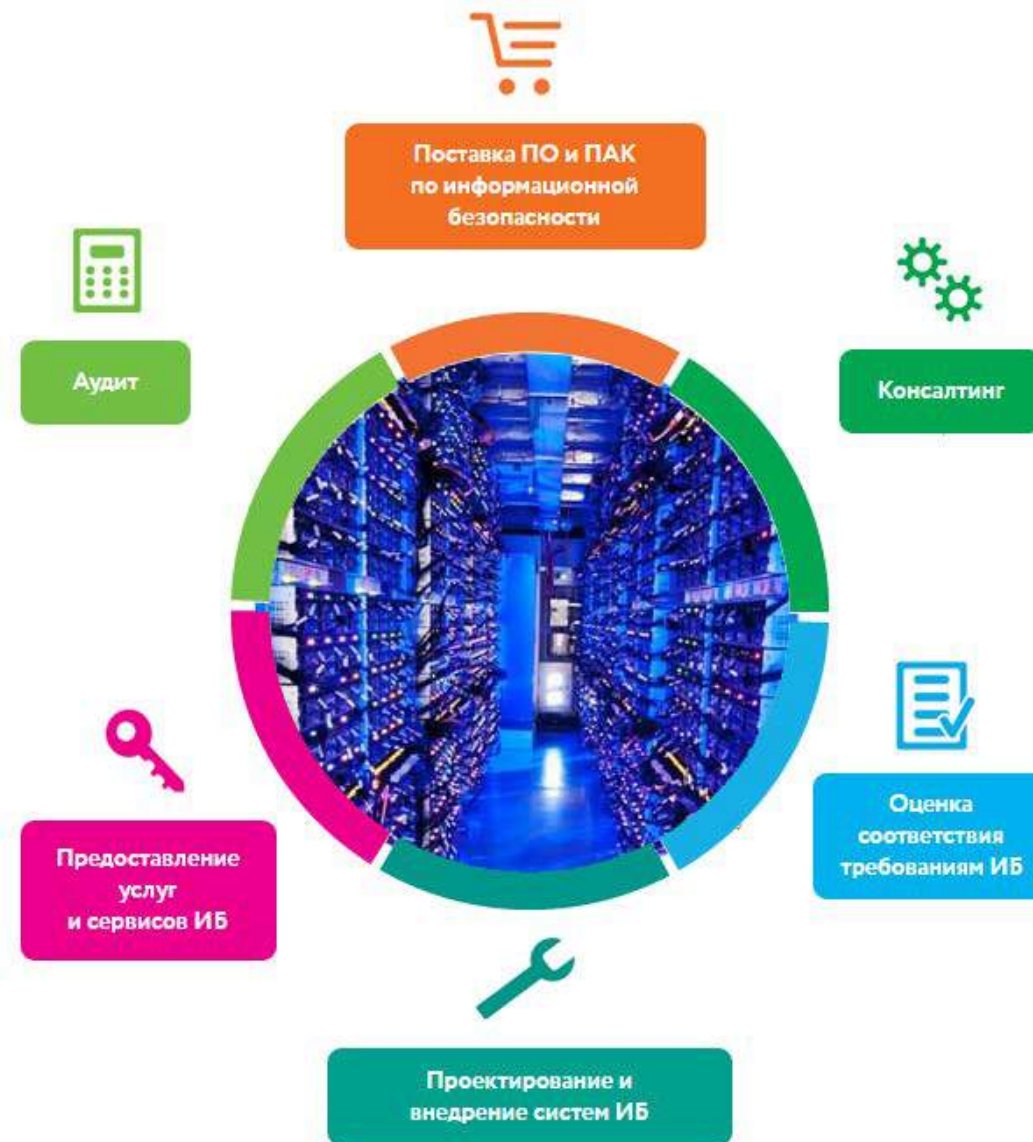 Поставка ПО и ПАК
по информационной
безопасности
Аудит
Консалтинг
Оценка
соответствия
требованиям ИБ
Предоставление
услуг
и сервисов ИБ
Проектирование и
внедрение систем ИБ